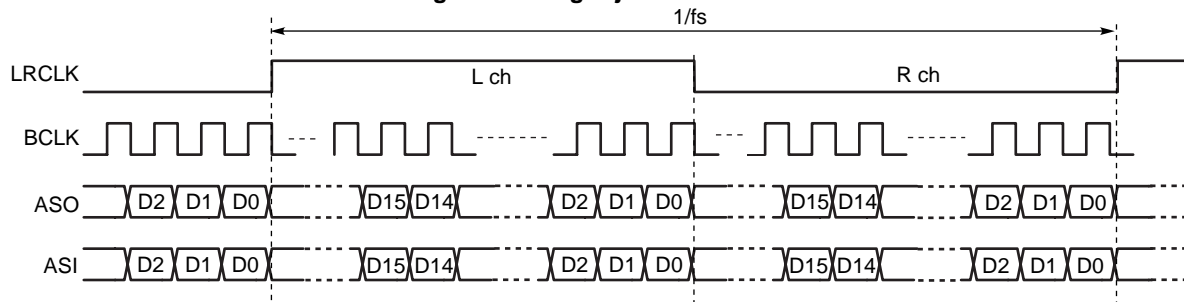 1/fs
LRCLK L ch R ch
BCLK
ASO D2 D1 D0 D15 D14 D2 D1 D0 D15 D14 D2 D1 D0
ASI D2 D1 D0 D15 D14 D2 D1 D0 D15 D14 D2 D1 D0